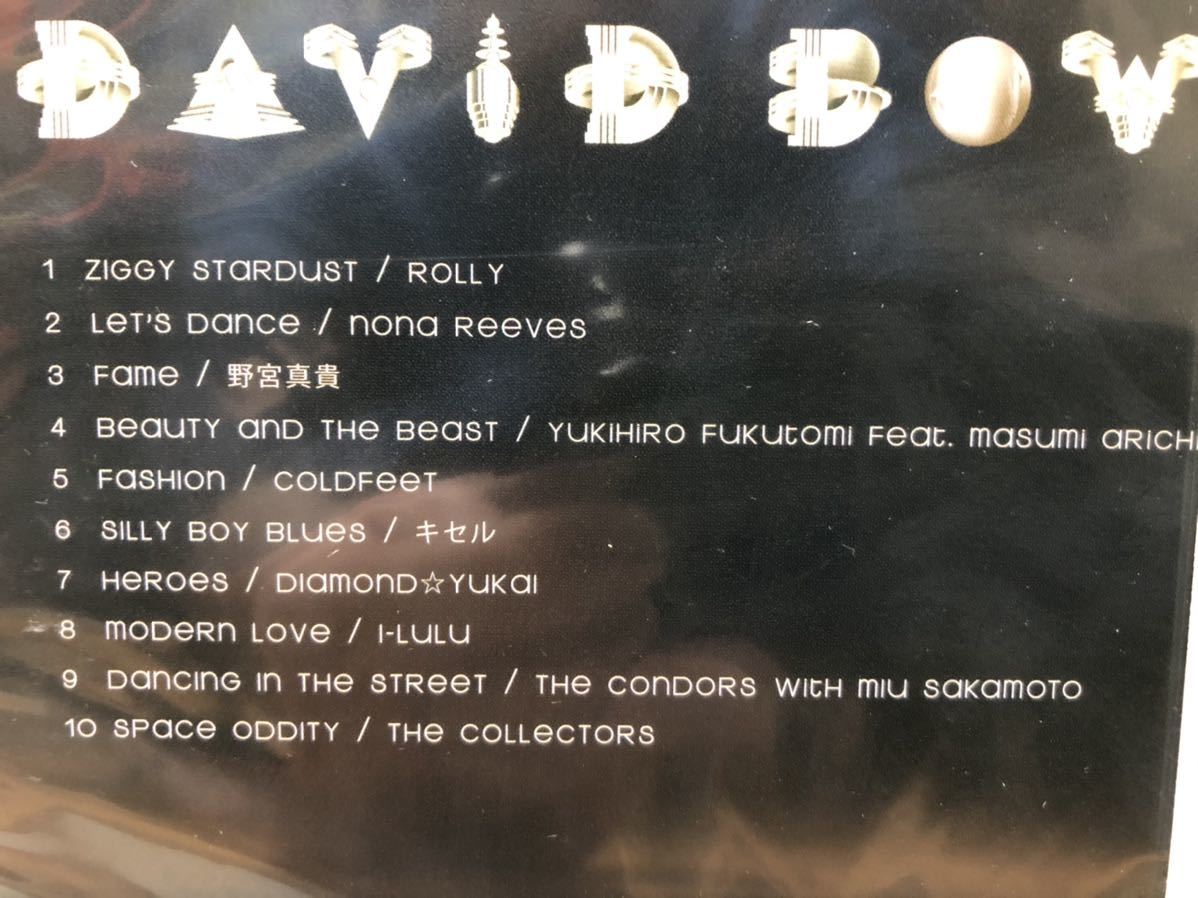 DAVID BOW
1 ZIGGY STARDUST / ROLLY
2 LET'S DANCE / NONA REEVES
3 FAME / 野宮真貴
4 BEAUTY AND THE BEAST / YUKIHIRO FUKUTOMI FEAT. MASUMI ARICHI
5 FASHION / COLDFEET
6 SILLY BOY BLUES / キセル
7 HEROES / DIAMOND☆YUKAI
8 MODERN LOVE / I-LULU
9 DANCING IN THE STREET / THE CONDORS WITH MIU SAKAMOTO
10 SPACE ODDITY / THE COLLECTORS